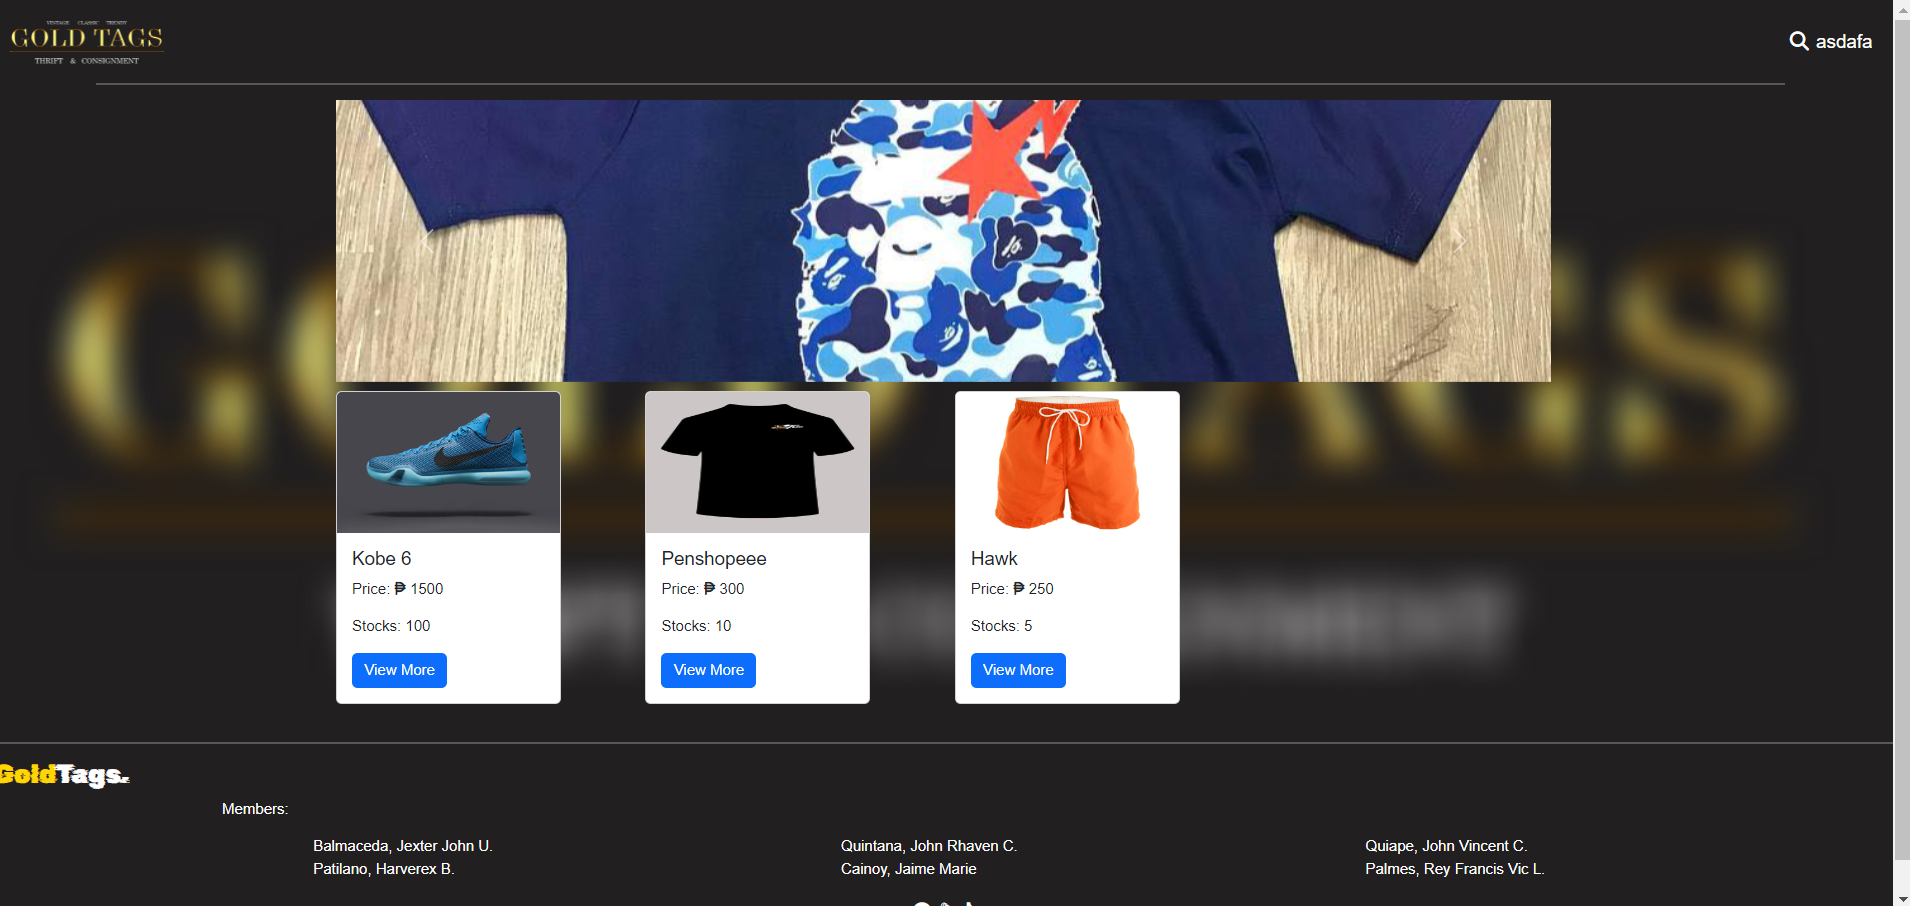 VINTAGE CLASSIC TRENDY
GOLD TAGS
THRIFT & CONSIGNMENT
asdafa
Kobe 6
Price: ₱ 1500
Stocks: 100
View More
Penshopeee
Price: ₱ 300
Stocks: 10
View More
Hawk
Price: ₱ 250
Stocks: 5
View More
GoldTags.
Members:
Balmaceda, Jexter John U.
Patilano, Harverex B.
Quintana, John Rhaven C.
Cainoy, Jaime Marie
Quiape, John Vincent C.
Palmes, Rey Francis Vic L.